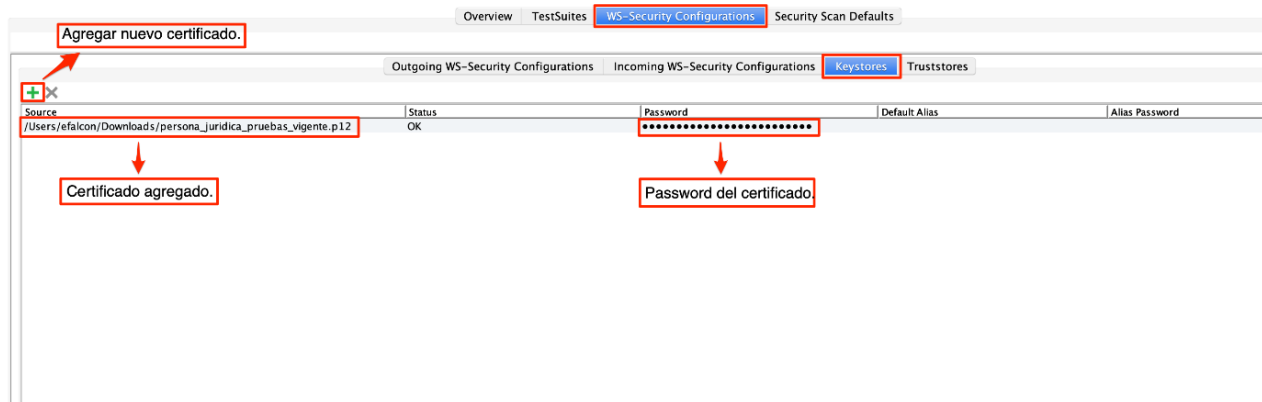 Overview TestSuites WS-Security Configurations Security Scan Defaults
Agregar nuevo certificado.
Outgoing WS-Security Configurations Incoming WS-Security Configurations Keystores Truststores
Source Status Password Default Alias Alias Password
/Users/efalcon/Downloads/persona_juridica_pruebas_vigente.p12 OK •••••••••••••••••••••••••
Certificado agregado. Password del certificado.